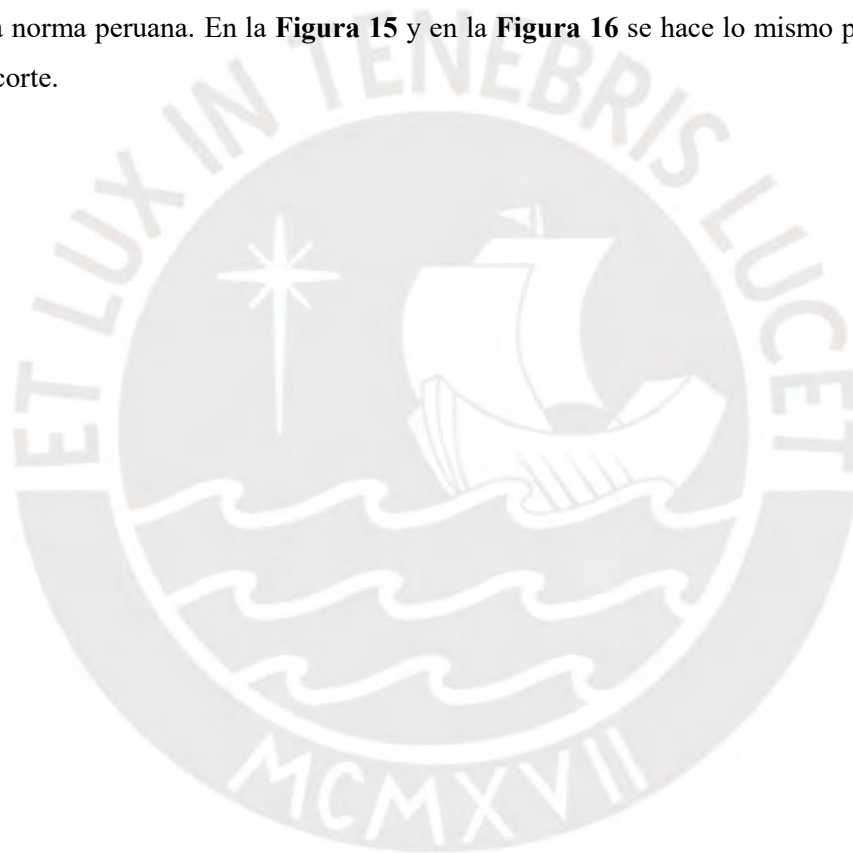 norma peruana. En la Figura 15 y en la Figura 16 se hace lo mismo p
corte.
ET LUX IN TENEBRIS LUCET
MCMXVII